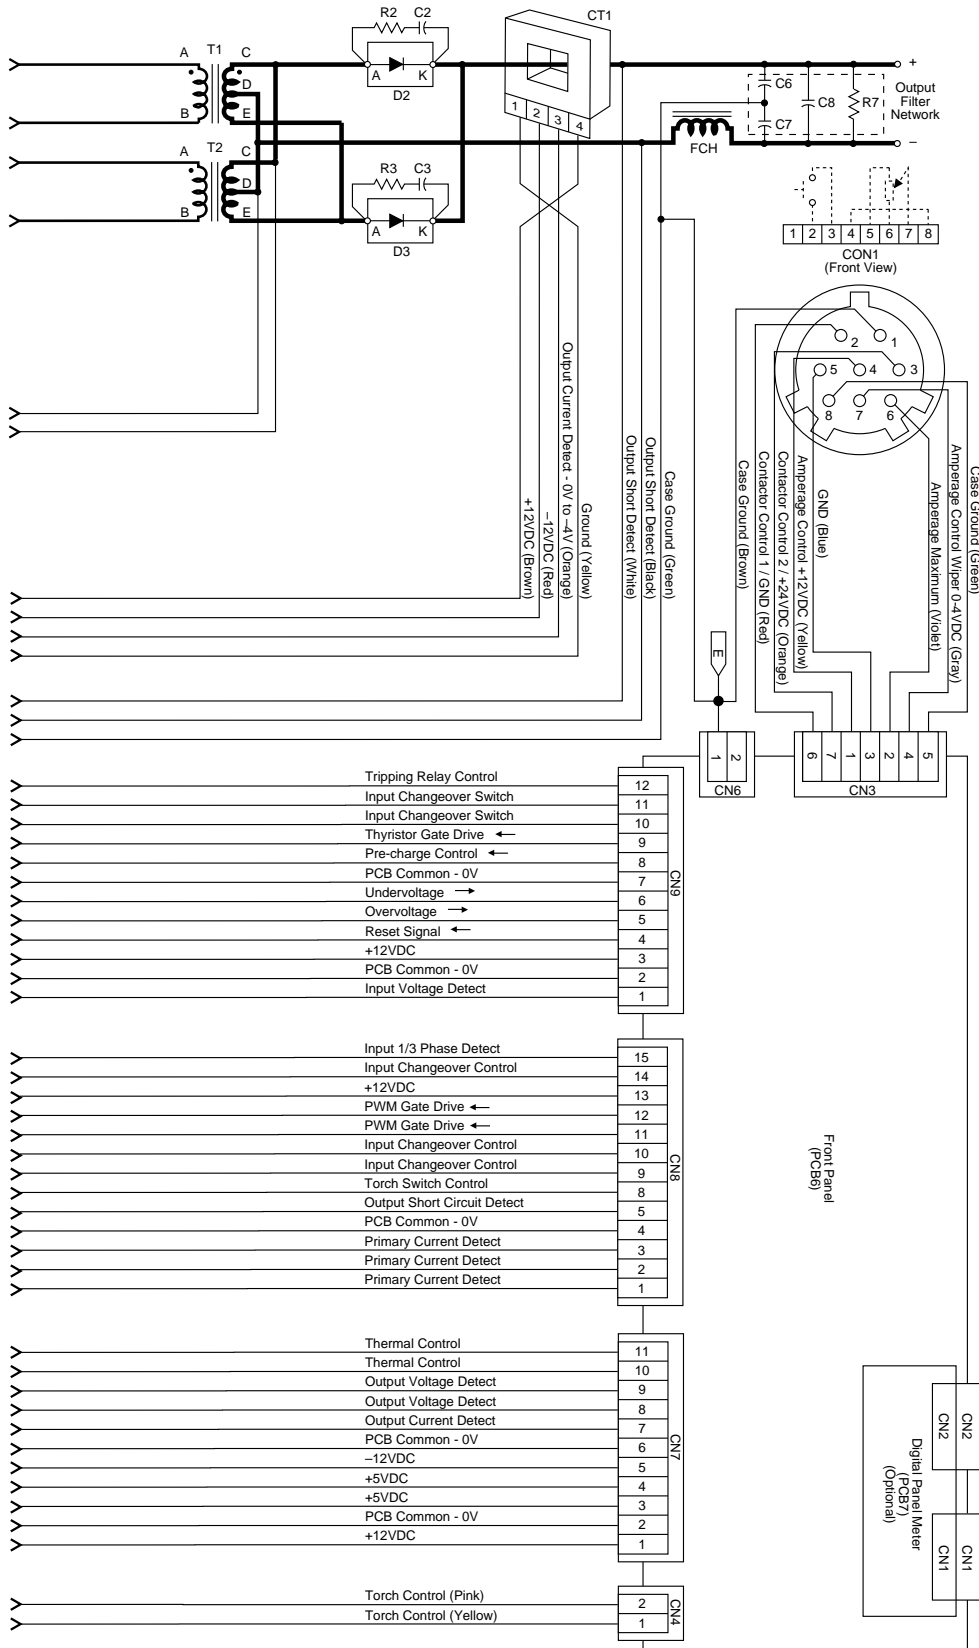 R2 C2
CT1
A T1 C
D
B E
A K
D2
1 2 3 4
+
C6
C7
C8
R7
Output
Filter
Network
–
FCH
A T2 C
D
B E
R3 C3
A K
D3
1 2 3 4 5 6 7 8
CON1
(Front View)
2 1
5 4 3
8 7 6
+12VDC (Brown)
–12VDC (Red)
Output Current Detect - 0V to –4V (Orange)
Ground (Yellow)
Output Short Detect (White)
Output Short Detect (Black)
Case Ground (Green)
Case Ground (Brown)
Contactor Control 1 / GND (Red)
Contactor Control 2 / +24VDC (Orange)
Amperage Control +12VDC (Yellow)
GND (Blue)
Amperage Maximum (Violet)
Amperage Control Wiper 0-4VDC (Gray)
Case Ground (Green)
E
1 2
CN6
6 7 1 3 2 4 5
CN3
Tripping Relay Control 12
Input Changeover Switch 11
Input Changeover Switch 10
Thyristor Gate Drive ← 9
Pre-charge Control ← 8
PCB Common - 0V 7
Undervoltage → 6
Overvoltage → 5
Reset Signal ← 4
+12VDC 3
PCB Common - 0V 2
Input Voltage Detect 1
CN9
Input 1/3 Phase Detect 15
Input Changeover Control 14
+12VDC 13
PWM Gate Drive ← 12
PWM Gate Drive ← 11
Input Changeover Control 10
Input Changeover Control 9
Torch Switch Control 8
Output Short Circuit Detect 5
PCB Common - 0V 4
Primary Current Detect 3
Primary Current Detect 2
Primary Current Detect 1
CN8
Front Panel
(PCB6)
Thermal Control 11
Thermal Control 10
Output Voltage Detect 9
Output Voltage Detect 8
Output Current Detect 7
PCB Common - 0V 6
–12VDC 5
+5VDC 4
+5VDC 3
PCB Common - 0V 2
+12VDC 1
CN7
CN2 CN2
CN1 CN1
Digital Panel Meter
(PCB7)
(Optional)
Torch Control (Pink) 2
Torch Control (Yellow) 1
CN4